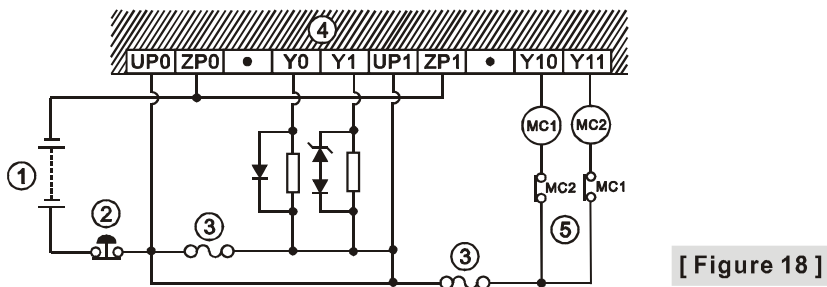 ④
UP0 ZP0 • Y0 Y1 UP1 ZP1 • Y10 Y11
MC1 MC2
① MC2 MC1
② ③ ⑤
③ [ Figure 18 ]